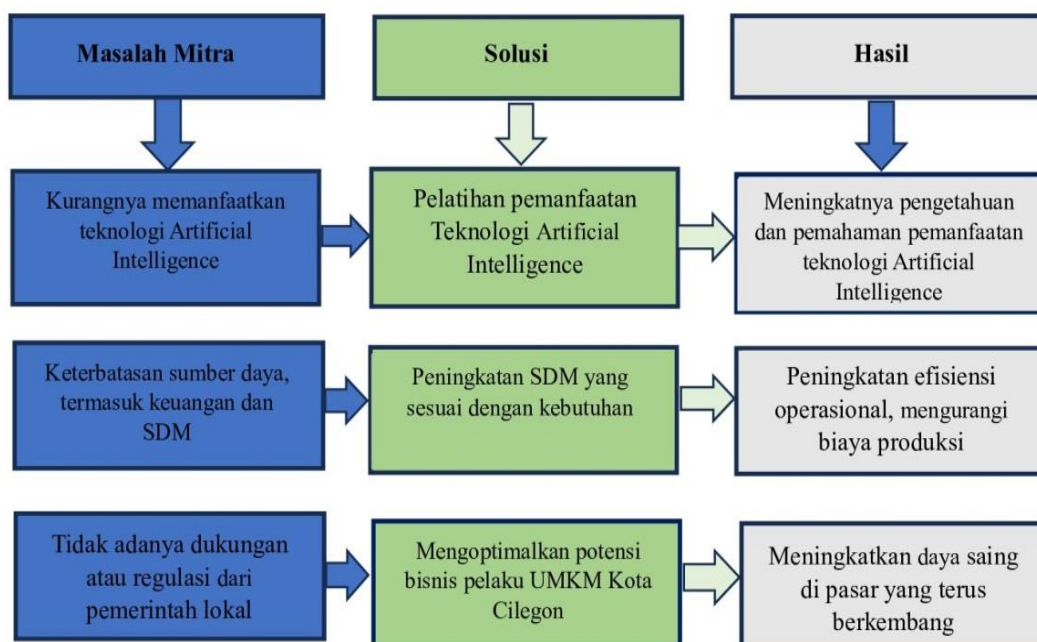 Masalah Mitra
Solusi
Hasil
Kurangnya memanfaatkan
teknologi Artificial
Intelligence
Pelatihan pemanfaatan
Teknologi Artificial
Intelligence
Meningkatnya pengetahuan
dan pemahaman pemanfaatan
teknologi Artificial
Intelligence
Keterbatasan sumber daya,
termasuk keuangan dan
SDM
Peningkatan SDM yang
sesuai dengan kebutuhan
Peningkatan efisiensi
operasional, mengurangi
biaya produksi
Tidak adanya dukungan
atau regulasi dari
pemerintah lokal
Mengoptimalkan potensi
bisnis pelaku UMKM Kota
Cilegon
Meningkatkan daya saing
di pasar yang terus
berkembang